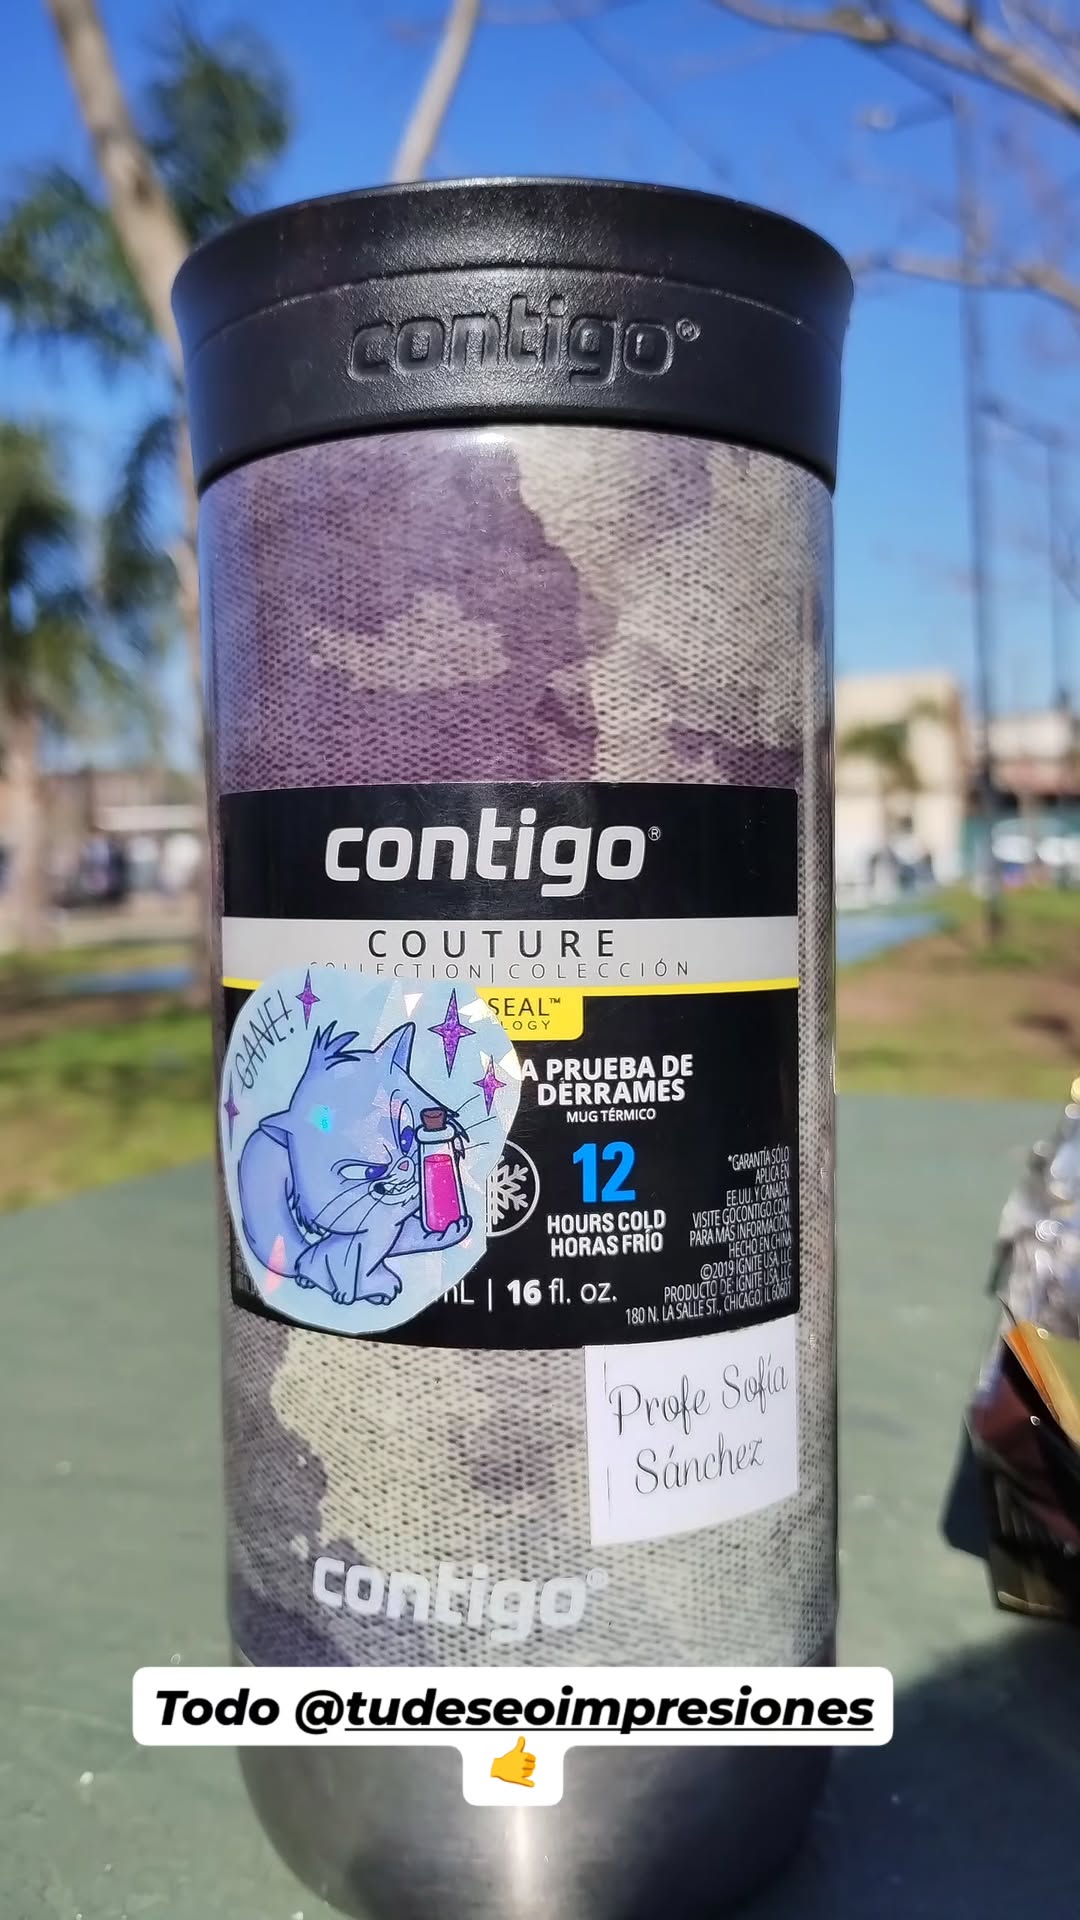 contigo®
contigo®
COUTURE
COLLECTION | COLECCIÓN
GANE!
SEAL™
LOGY
A PRUEBA DE
DERRAMES
MUG TÉRMICO
12
HOURS COLD
HORAS FRÍO
mL | 16 fl. oz.
*GARANTÍA SÓLO
APLICA EN
EE.UU. Y CANADÁ.
VISITE GOCONTIGO.COM
PARA MÁS INFORMACIÓN.
HECHO EN CHINA
©2019 IGNITE USA, LLC
PRODUCTO DE: IGNITE USA, LLC
180 N. LA SALLE ST., CHICAGO, IL 60601
Profe Sofía
Sánchez
contigo®
Todo @tudeseoimpresiones
🤙